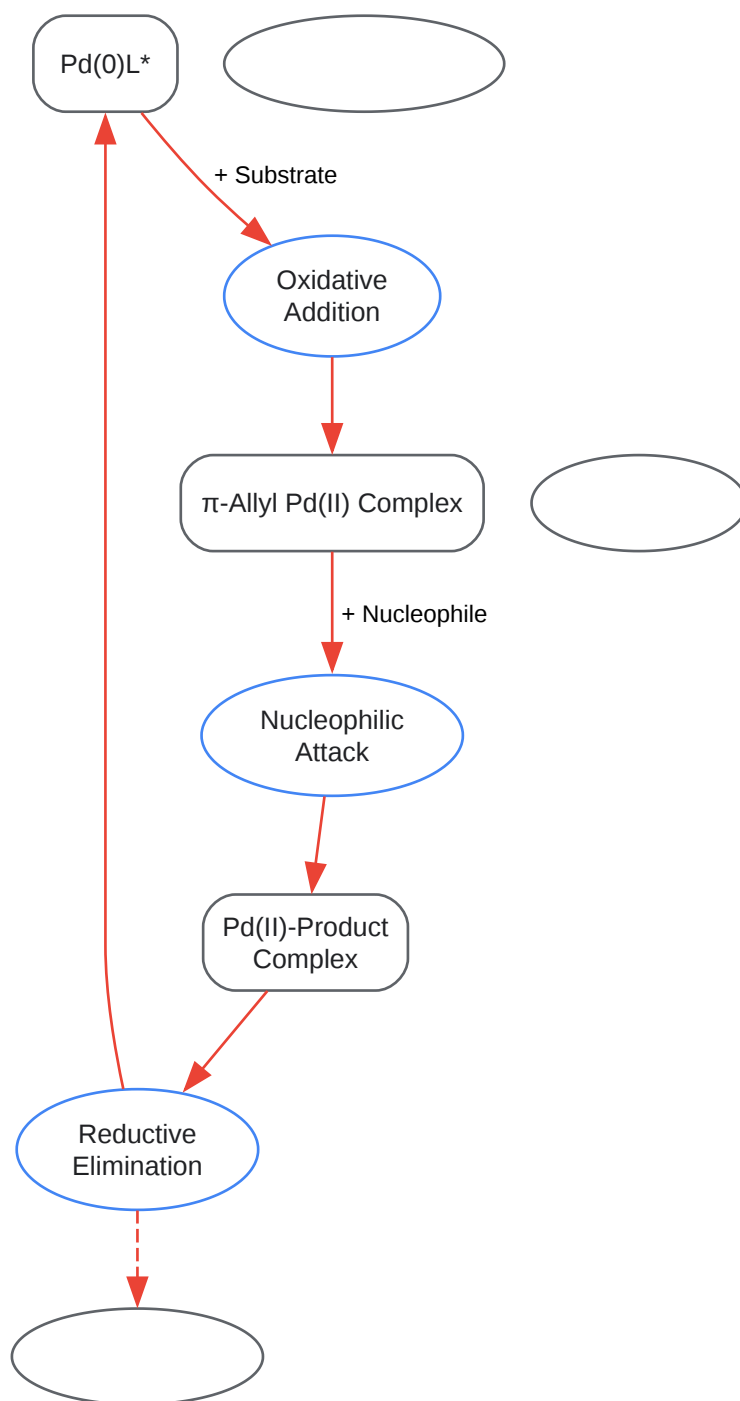 Pd(0)L*
+ Substrate
Oxidative
Addition
π-Allyl Pd(II) Complex
+ Nucleophile
Nucleophilic
Attack
Pd(II)-Product
Complex
Reductive
Elimination